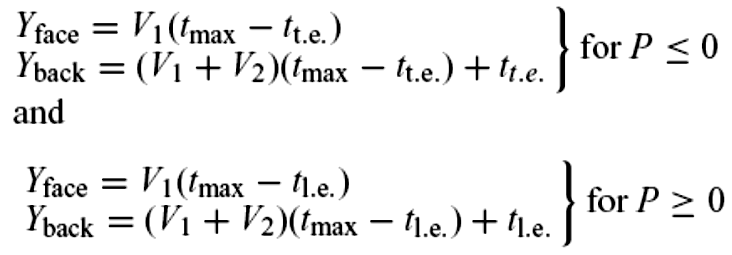 Y_face = V_1(t_max − t_t.e.)
Y_back = (V_1 + V_2)(t_max − t_t.e.) + t_t.e. } for P ≤ 0
and
Y_face = V_1(t_max − t_l.e.)
Y_back = (V_1 + V_2)(t_max − t_l.e.) + t_l.e. } for P ≥ 0